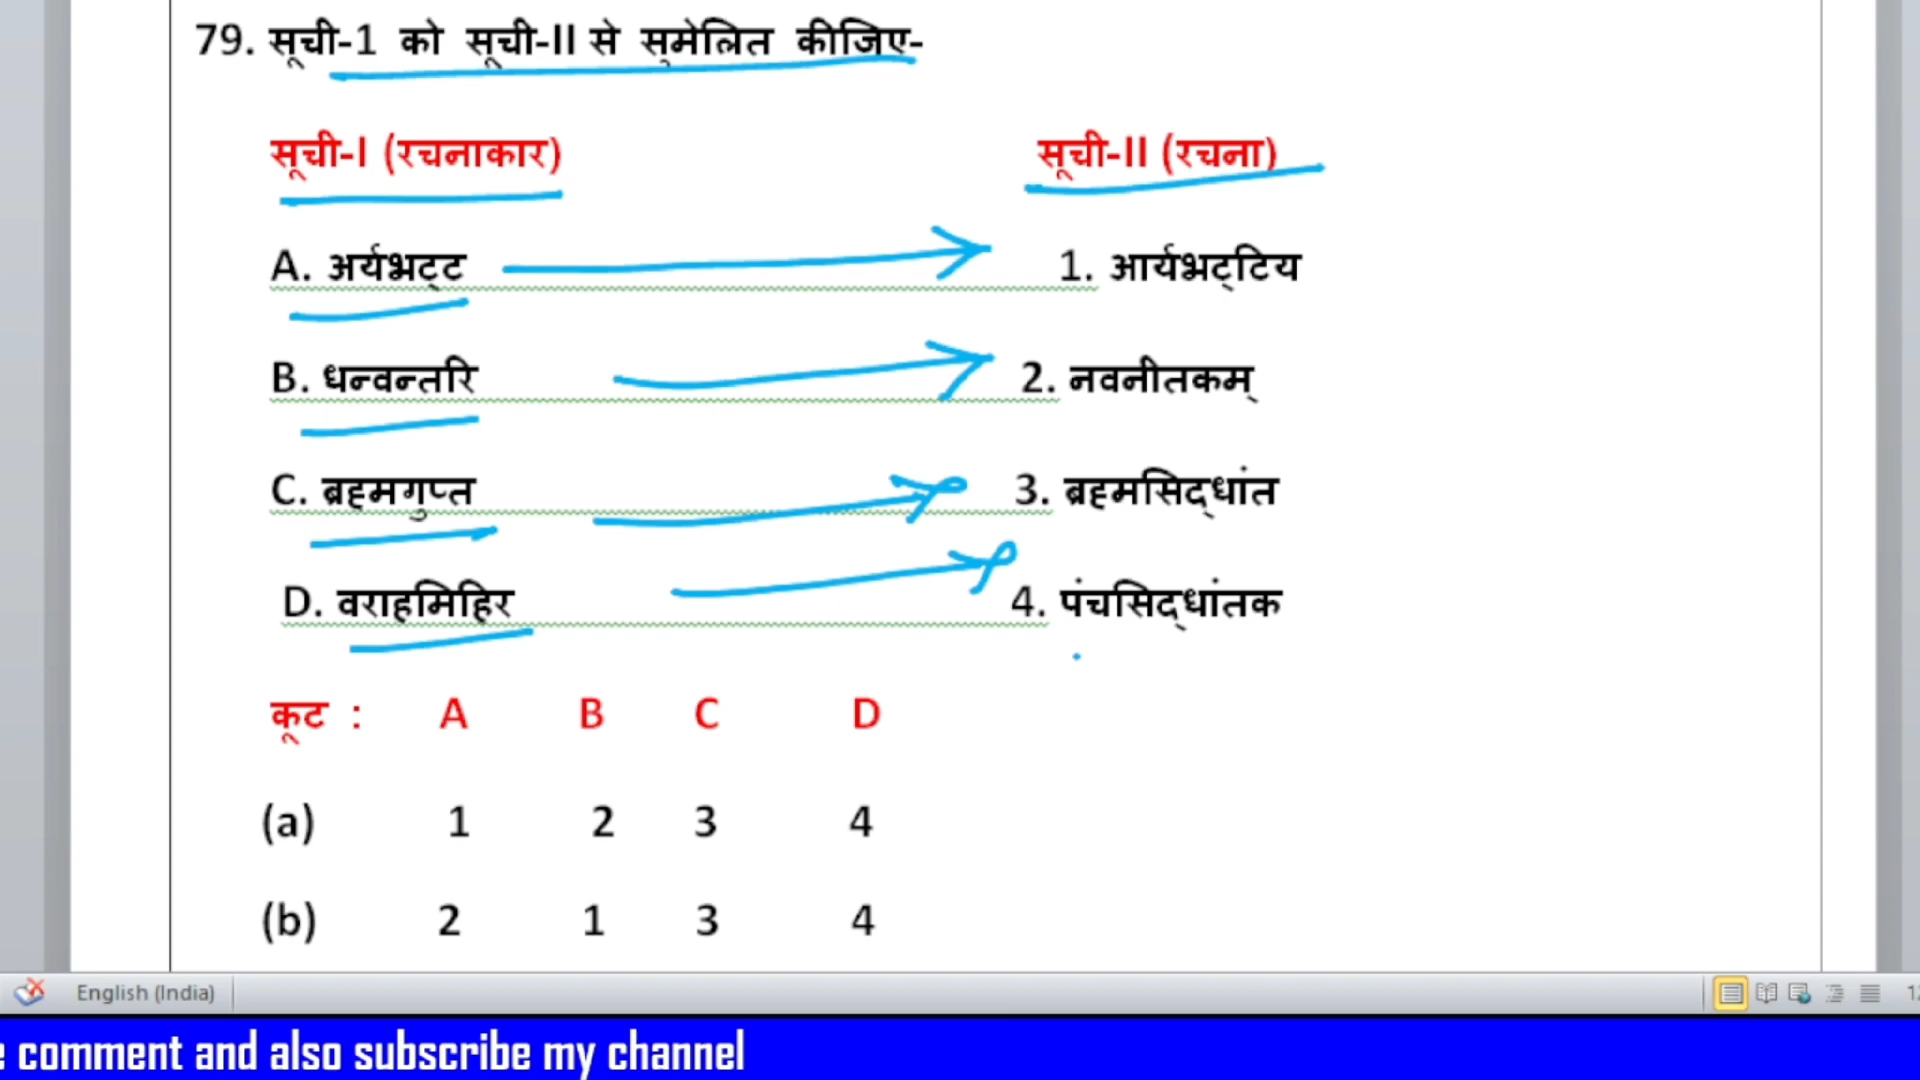 79. सूची-1 को सूची-II से सुमेलित कीजिए-
सूची-I (रचनाकार) सूची-II (रचना)
A. अर्यभट्ट 1. आर्यभट्टिय
B. धन्वन्तरि 2. नवनीतकम्
C. ब्रह्मगुप्त 3. ब्रह्मसिद्धांत
D. वराहमिहिर 4. पंचसिद्धांतक
कूट : A B C D
(a) 1 2 3 4
(b) 2 1 3 4
English (India)
comment and also subscribe my channel